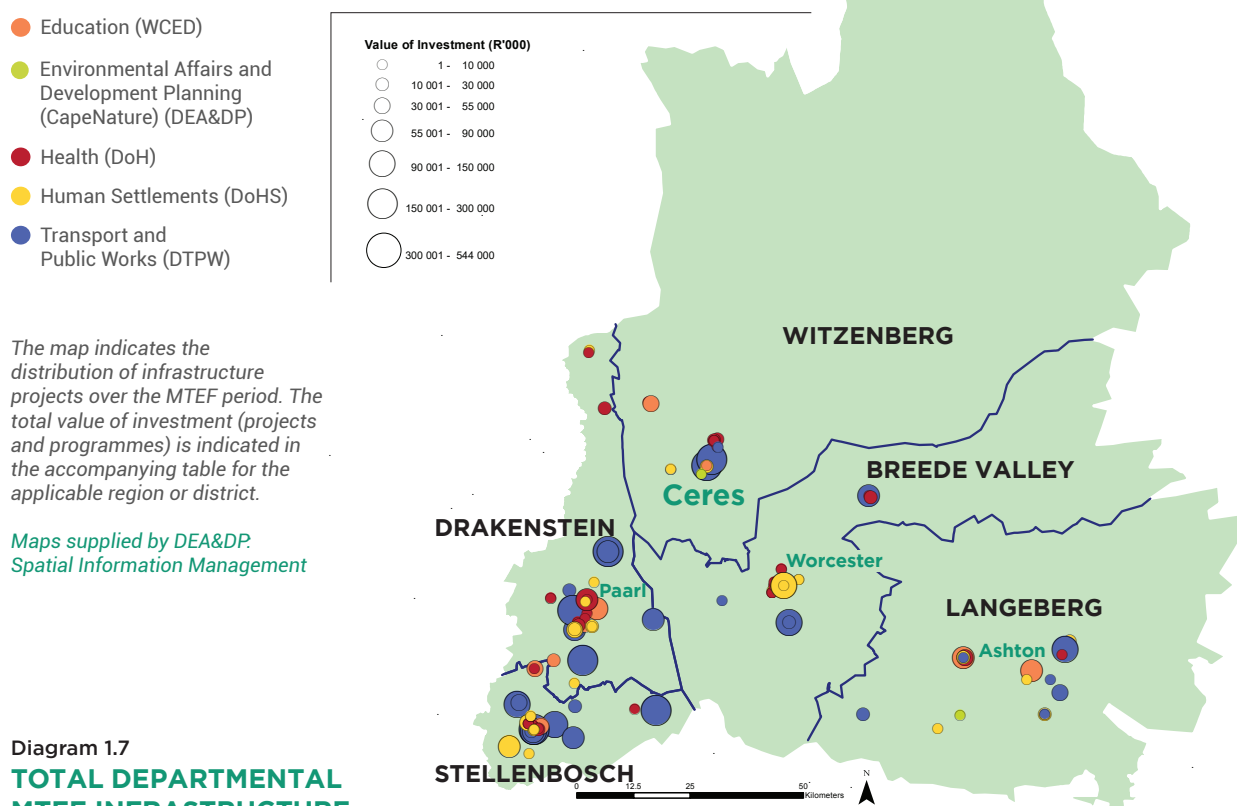 Education (WCED)
Environmental Affairs and
Development Planning
(CapeNature) (DEA&DP)
Health (DoH)
Human Settlements (DoHS)
Transport and
Public Works (DTPW)
Value of Investment (R'000)
1 - 10 000
10 001 - 30 000
30 001 - 55 000
55 001 - 90 000
90 001 - 150 000
150 001 - 300 000
300 001 - 544 000
The map indicates the
distribution of infrastructure
projects over the MTEF period. The
total value of investment (projects
and programmes) is indicated in
the accompanying table for the
applicable region or district.
Maps supplied by DEA&DP:
Spatial Information Management
WITZENBERG
BREEDE VALLEY
Ceres
DRAKENSTEIN
Worcester
Paarl
LANGEBERG
Ashton
STELLENBOSCH
0 12.5 25 50
Kilometers
N
Diagram 1.7
TOTAL DEPARTMENTAL
MTEF INFRASTRUCTURE